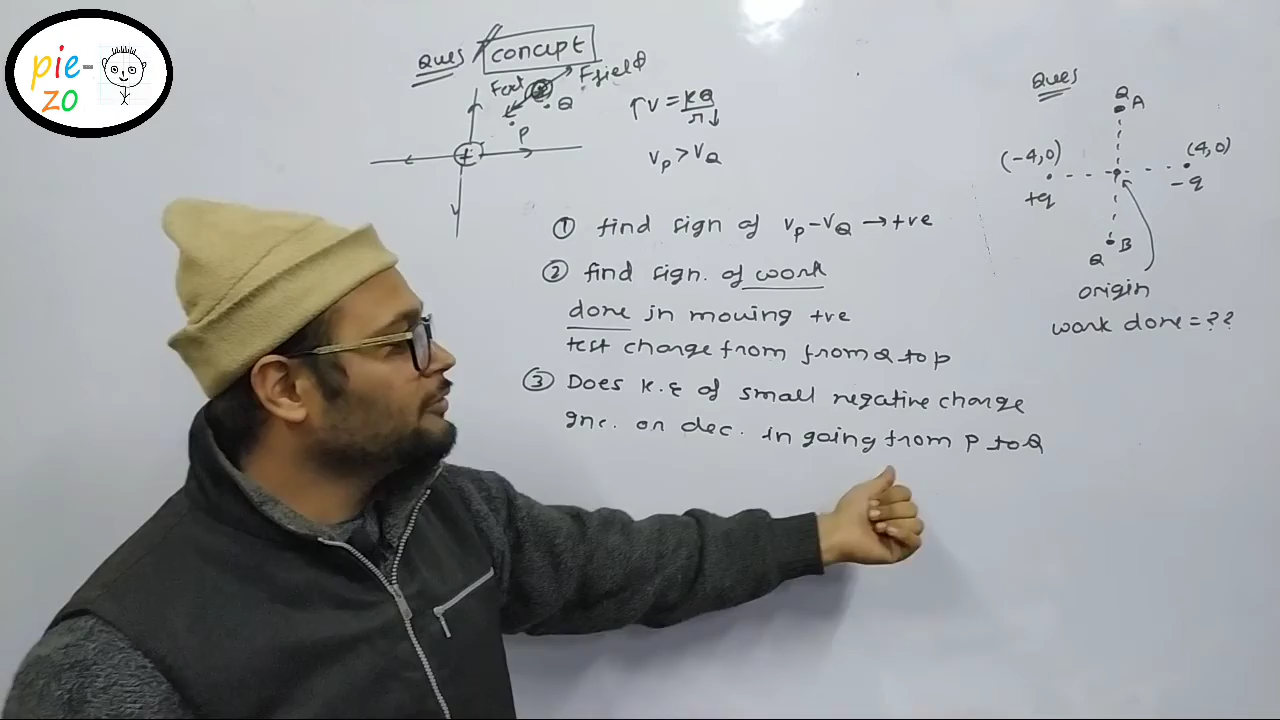 pie-
zo
Ques
concept
Fext
Ffield
Q
P
+
↑V = KQ
r↓
VP > VQ
① find sign of VP-VQ → +ve
② find sign. of work
done in mouing +ve
test charge from from Q to P
③ Does K.E of small negative charge
Inc. or dec. in going from P to Q
Ques
Q
A
(-4,0)
(4,0)
+q
-q
B
Q
origin
work done = ??